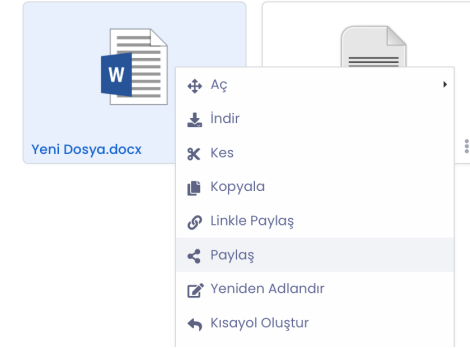 W
Yeni Dosya.docx
Aç
İndir
Kes
Kopyala
Linkle Paylaş
Paylaş
Yeniden Adlandır
Kısayol Oluştur